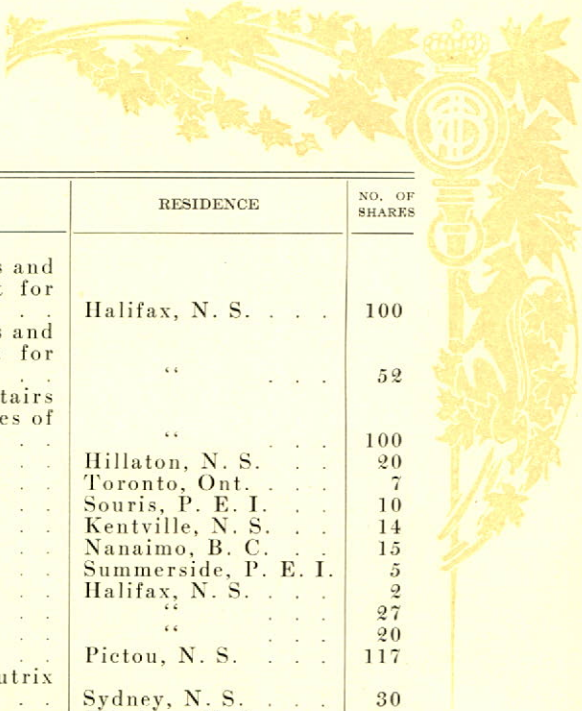 RESIDENCE NO. OF
SHARES
s and
for
Halifax, N. S. . . . 100
s and
for
“ . . . 52
tairs
es of
“ . . . 100
. . Hillaton, N. S. . . 20
. . Toronto, Ont. . . . 7
. . Souris, P. E. I. . . 10
. . Kentville, N. S. . . 14
. . Nanaimo, B. C. . . 15
. . Summerside, P. E. I. 5
. . Halifax, N. S. . . . 2
. . “ . . . 27
. . “ . . . 20
. . Pictou, N. S. . . . 117
utrix
. . Sydney, N. S. . . . 30